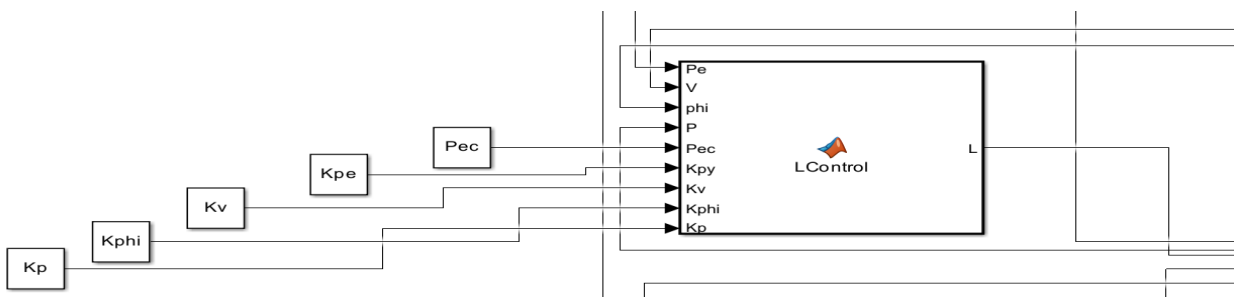 Pe
V
phi
P
Pec
Kpy
Kv
Kphi
Kp
LControl
L
Pec
Kpe
Kv
Kphi
Kp